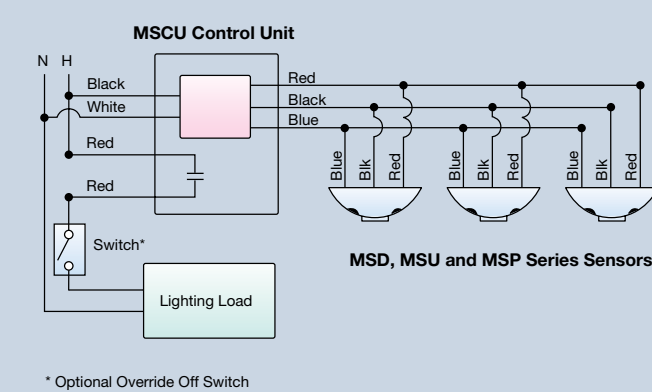 MSCU Control Unit
N H
Black
White
Red
Red
Red
Black
Blue
Blue Blk Red Blue Blk Red Blue Blk Red
Switch*
MSD, MSU and MSP Series Sensors
Lighting Load
* Optional Override Off Switch